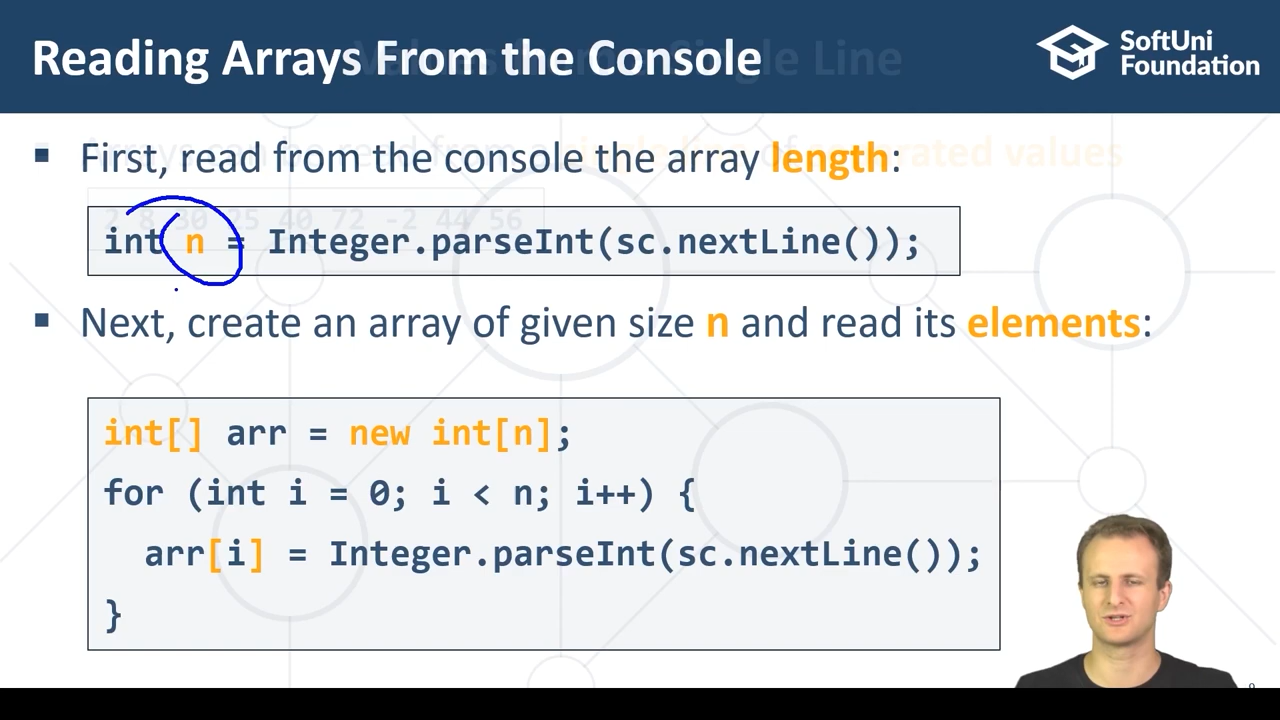 Reading Arrays From the Console
SoftUni
Foundation
▪ First, read from the console the array length:
int n = Integer.parseInt(sc.nextLine());
▪ Next, create an array of given size n and read its elements:
int[] arr = new int[n];
for (int i = 0; i < n; i++) {
arr[i] = Integer.parseInt(sc.nextLine());
}